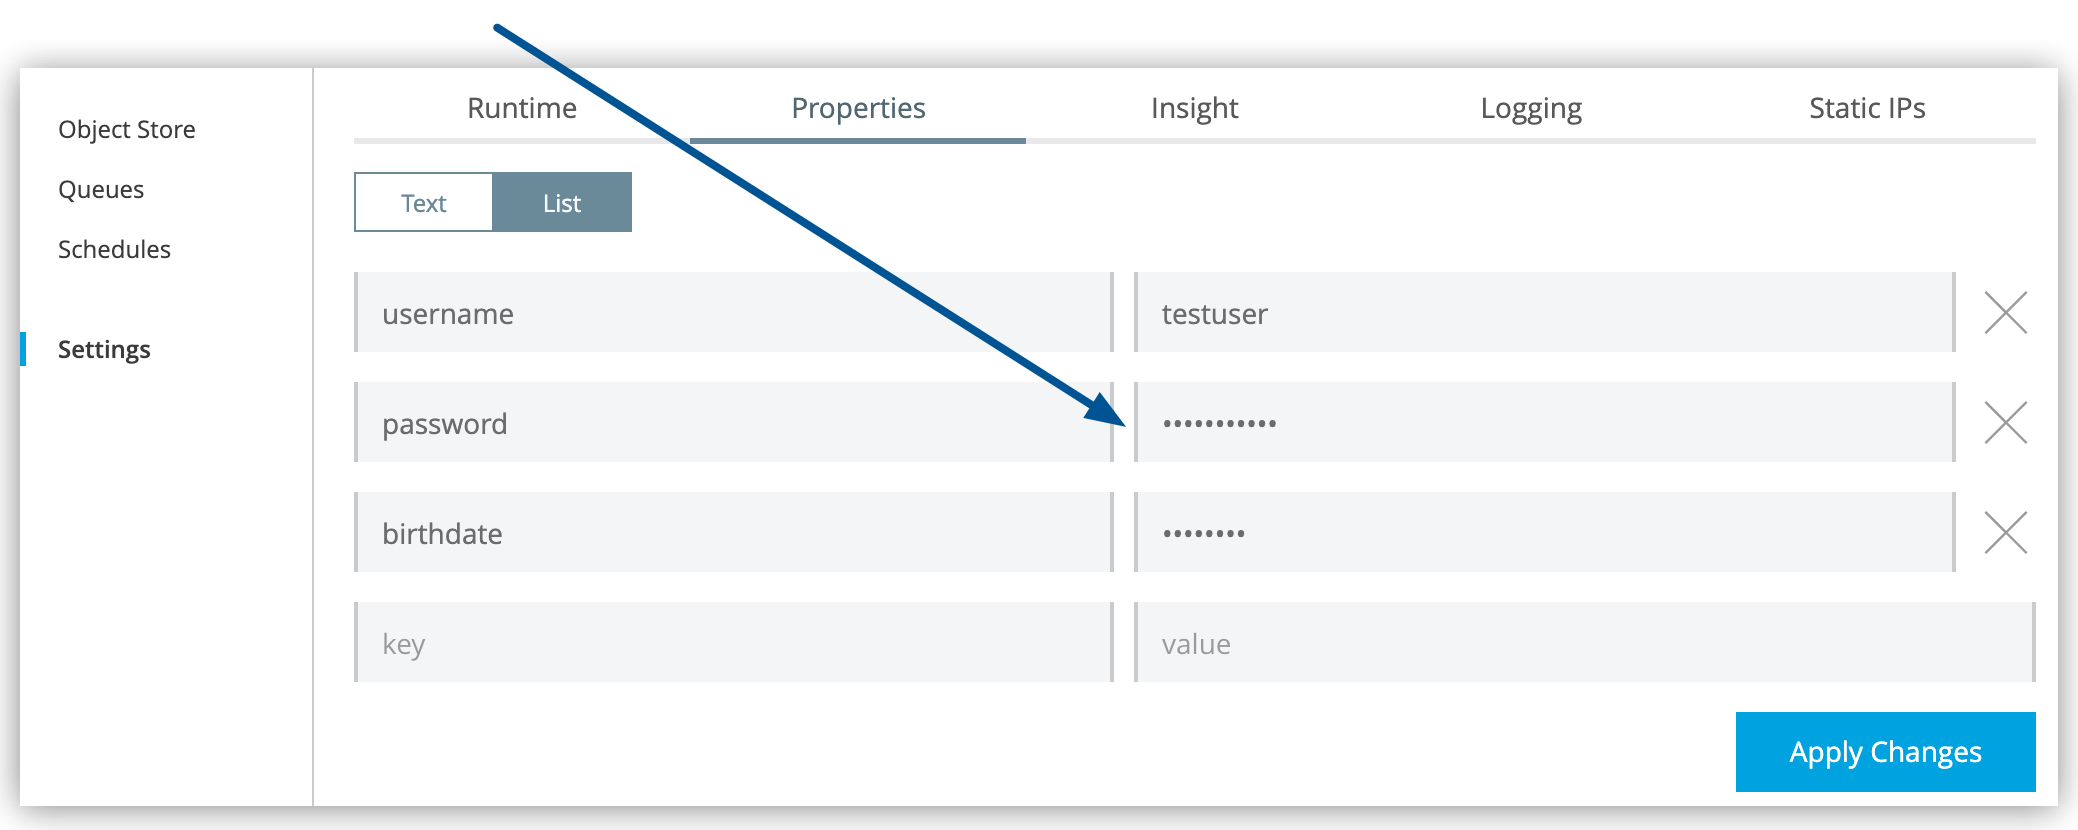 Object Store
Queues
Schedules
Settings
Runtime Properties Insight Logging Static IPs
Text List
username testuser
password •••••••••••
birthdate ••••••••
key value
Apply Changes